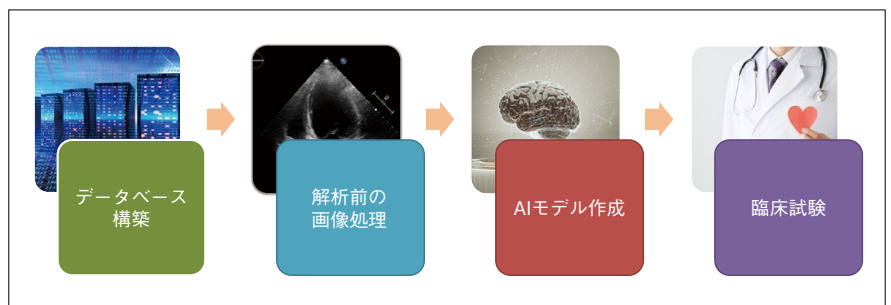 データベース
構築
解析前の
画像処理
AIモデル作成
臨床試験